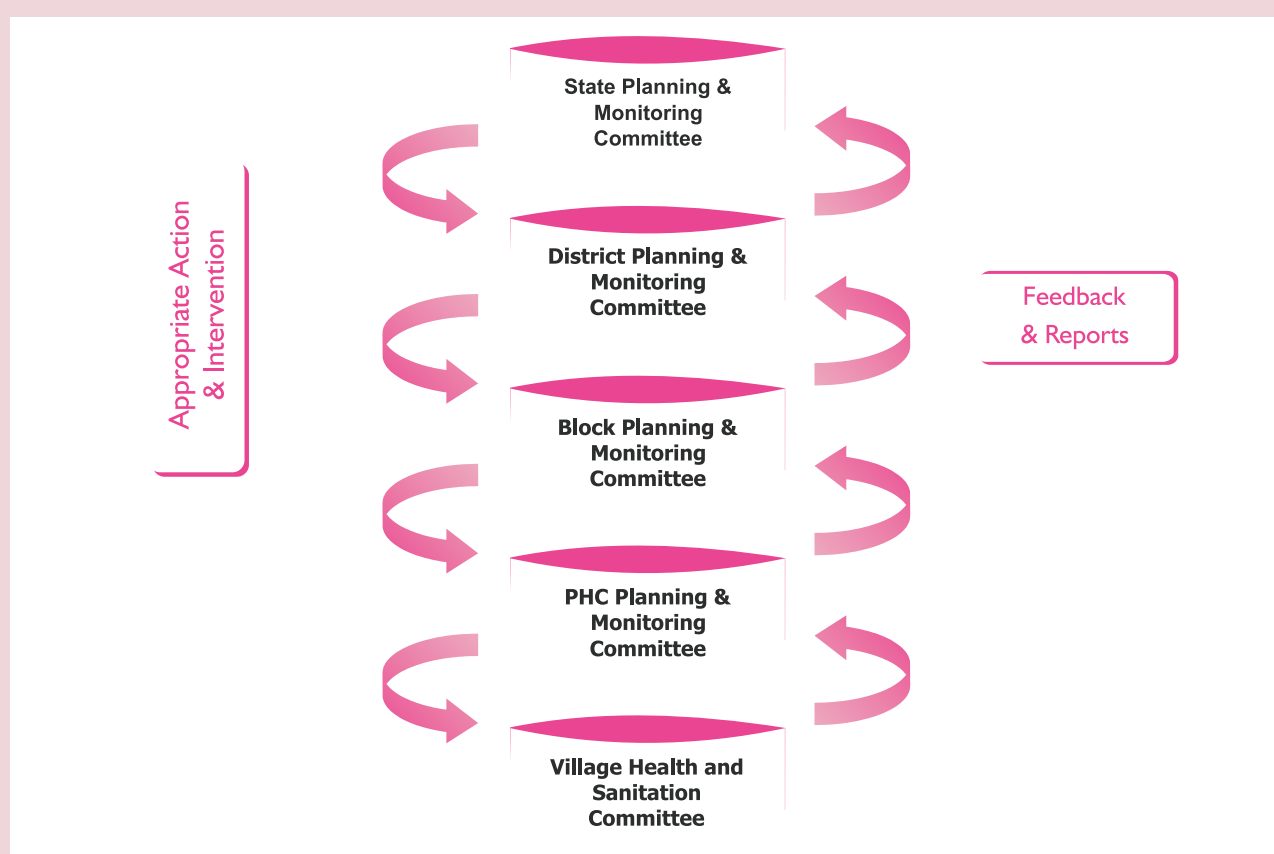 State Planning &
Monitoring
Committee
Appropriate Action
& Intervention
District Planning &
Monitoring
Committee
Feedback
& Reports
Block Planning &
Monitoring
Committee
PHC Planning &
Monitoring
Committee
Village Health and
Sanitation
Committee